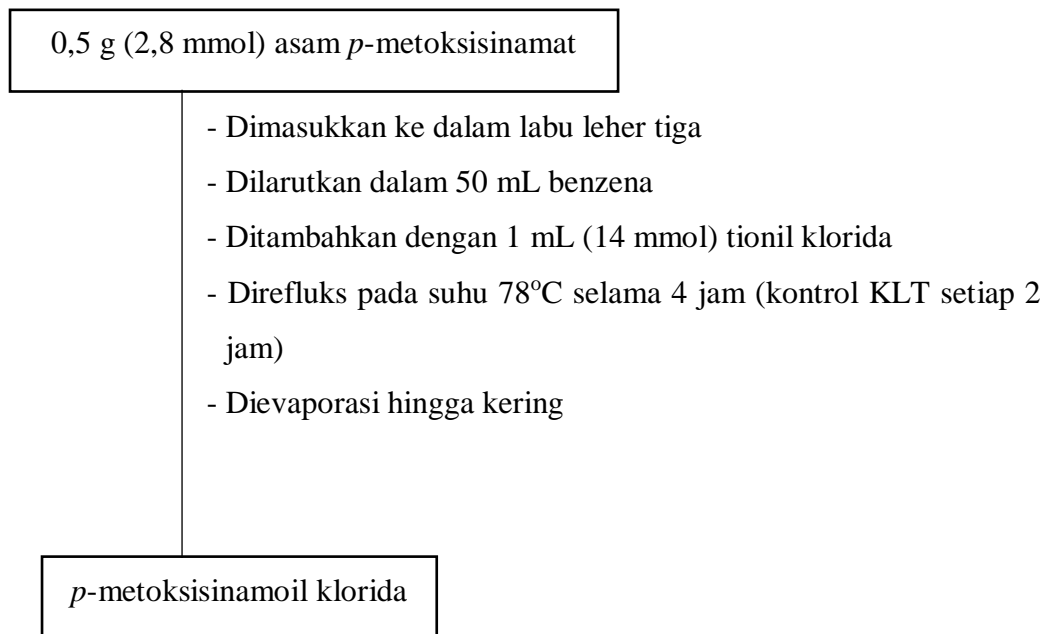 0,5 g (2,8 mmol) asam p-metoksisinamat
- Dimasukkan ke dalam labu leher tiga
- Dilarutkan dalam 50 mL benzena
- Ditambahkan dengan 1 mL (14 mmol) tionil klorida
- Direfluks pada suhu 78°C selama 4 jam (kontrol KLT setiap 2
jam)
- Dievaporasi hingga kering
p-metoksisinamoil klorida